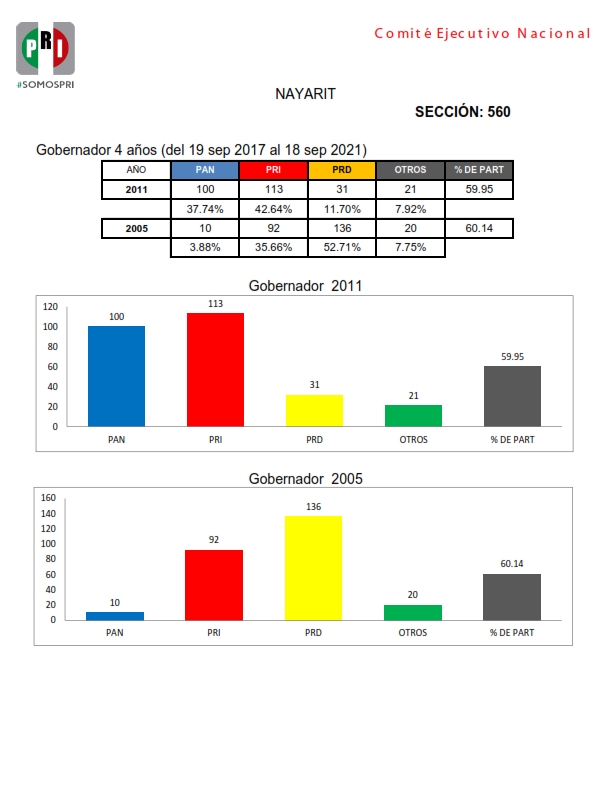 Comité Ejecutivo Nacional
PRI
#SOMOSPRI
NAYARIT
SECCIÓN: 560
Gobernador 4 años (del 19 sep 2017 al 18 sep 2021)
AÑO PAN PRI PRD OTROS % DE PART
2011 100 113 31 21 59.95
37.74% 42.64% 11.70% 7.92%
2005 10 92 136 20 60.14
3.88% 35.66% 52.71% 7.75%
Gobernador 2011
120
100
80
60
40
20
0
100
113
31
21
59.95
PAN PRI PRD OTROS % DE PART
Gobernador 2005
160
140
120
100
80
60
40
20
0
10
92
136
20
60.14
PAN PRI PRD OTROS % DE PART